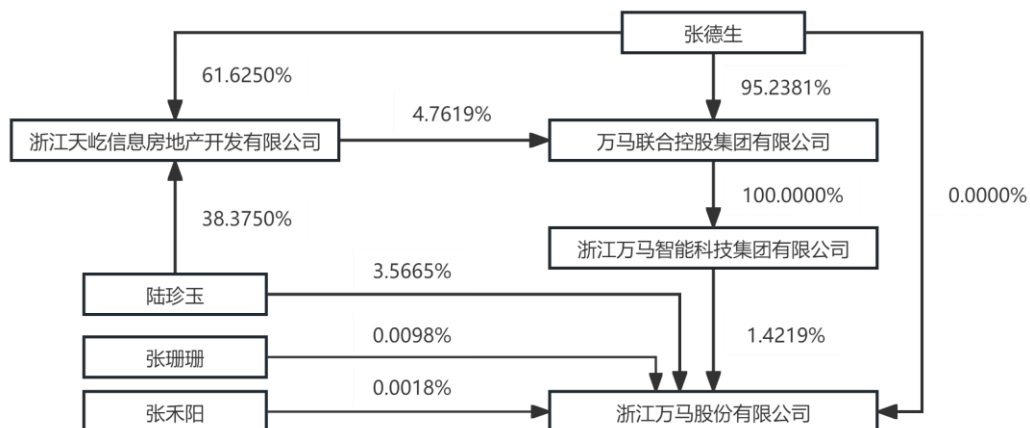 张德生
61.6250%
95.2381%
4.7619%
浙江天屹信息房地产开发有限公司
万马联合控股集团有限公司
38.3750%
100.0000%
0.0000%
浙江万马智能科技集团有限公司
陆珍玉
3.5665%
张珊珊
0.0098%
1.4219%
张禾阳
0.0018%
浙江万马股份有限公司